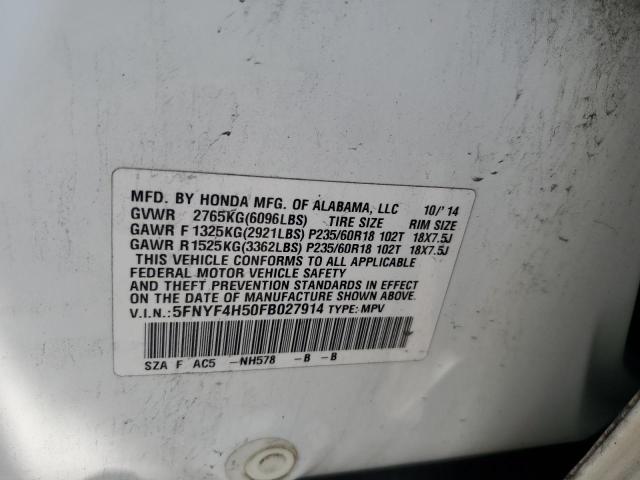 MFD. BY HONDA MFG. OF ALABAMA, LLC 10/'14
GVWR 2765KG(6096LBS) TIRE SIZE RIM SIZE
GAWR F 1325KG(2921LBS) P235/60R18 102T 18X7.5J
GAWR R1525KG(3362LBS) P235/60R18 102T 18X7.5J
THIS VEHICLE CONFORMS TO ALL APPLICABLE
FEDERAL MOTOR VEHICLE SAFETY
AND THEFT PREVENTION STANDARDS IN EFFECT
ON THE DATE OF MANUFACTURE SHOWN ABOVE.
V.I.N.:5FNYF4H50FB027914 TYPE: MPV
SZA F AC5 -NH578 -B -B